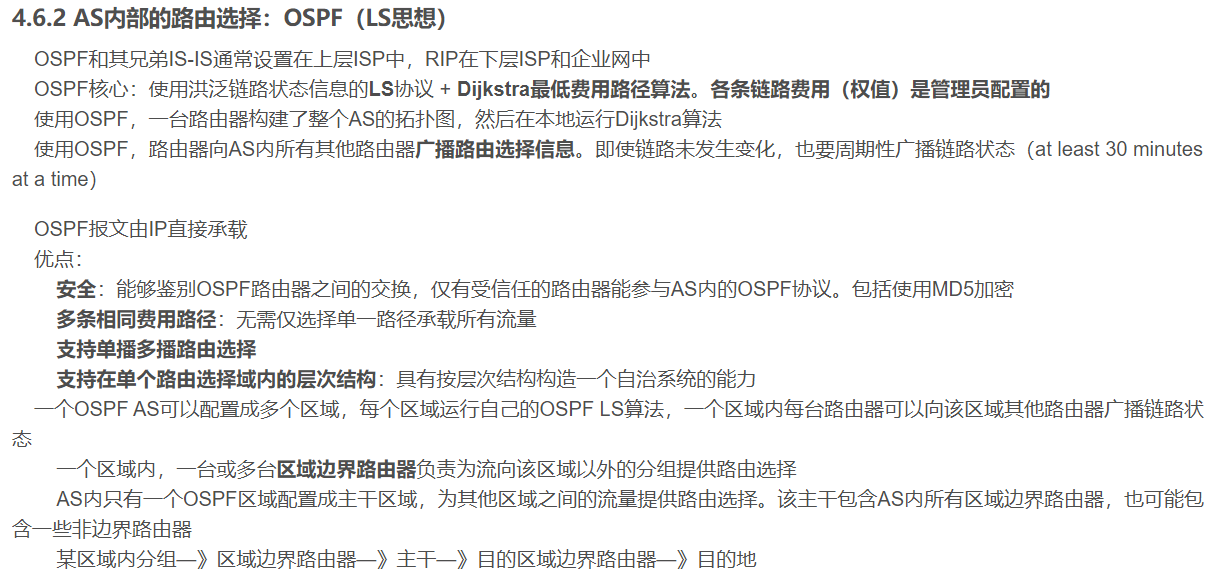 4.6.2 AS内部的路由选择：OSPF（LS思想）
OSPF和其兄弟IS-IS通常设置在上层ISP中，RIP在下层ISP和企业网中
OSPF核心：使用洪泛链路状态信息的LS协议 + Dijkstra最低费用路径算法。各条链路费用（权值）是管理员配置的
使用OSPF，一台路由器构建了整个AS的拓扑图，然后在本地运行Dijkstra算法
使用OSPF，路由器向AS内所有其他路由器广播路由选择信息。即使链路未发生变化，也要周期性广播链路状态（at least 30 minutes
at a time）
OSPF报文由IP直接承载
优点：
安全：能够鉴别OSPF路由器之间的交换，仅有受信任的路由器能参与AS内的OSPF协议。包括使用MD5加密
多条相同费用路径：无需仅选择单一路径承载所有流量
支持单播多播路由选择
支持在单个路由选择域内的层次结构：具有按层次结构构造一个自治系统的能力
一个OSPF AS可以配置成多个区域，每个区域运行自己的OSPF LS算法，一个区域内每台路由器可以向该区域其他路由器广播链路状
态
一个区域内，一台或多台区域边界路由器负责为流向该区域以外的分组提供路由选择
AS内只有一个OSPF区域配置成主干区域，为其他区域之间的流量提供路由选择。该主干包含AS内所有区域边界路由器，也可能包
含一些非边界路由器
某区域内分组—》区域边界路由器—》主干—》目的区域边界路由器—》目的地